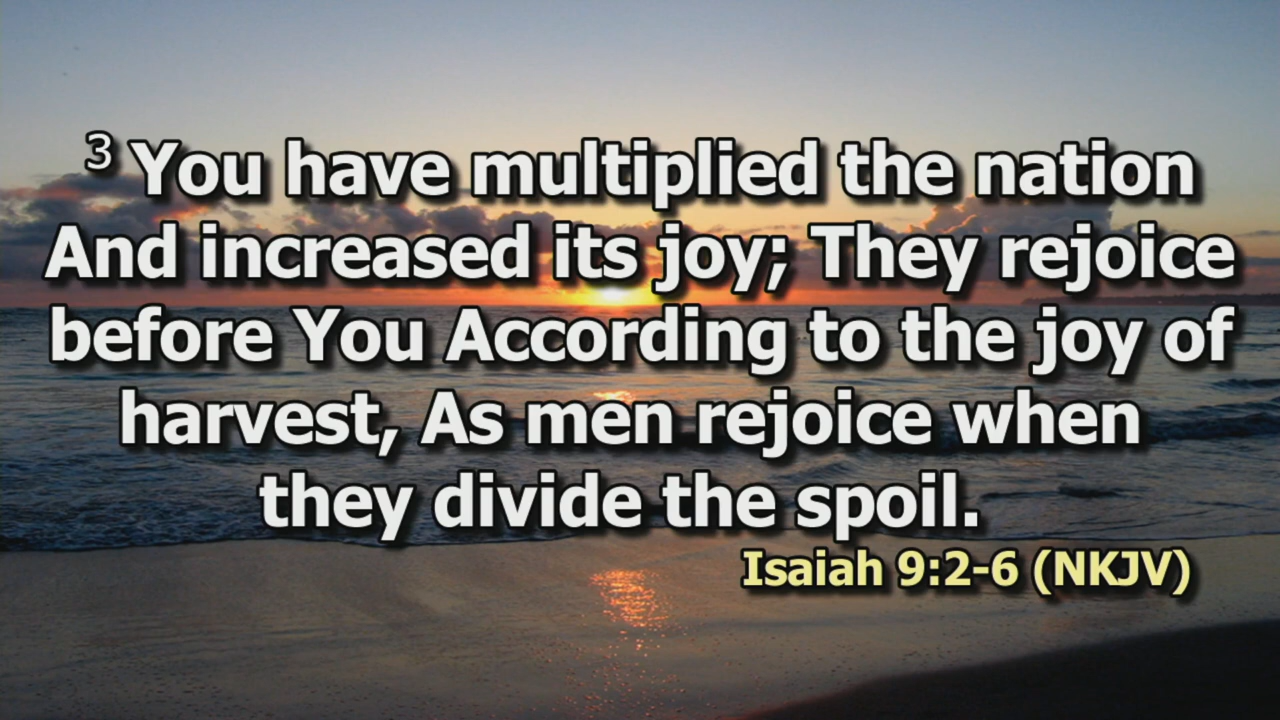 3 You have multiplied the nation
And increased its joy; They rejoice
before You According to the joy of
harvest, As men rejoice when
they divide the spoil.
Isaiah 9:2-6 (NKJV)